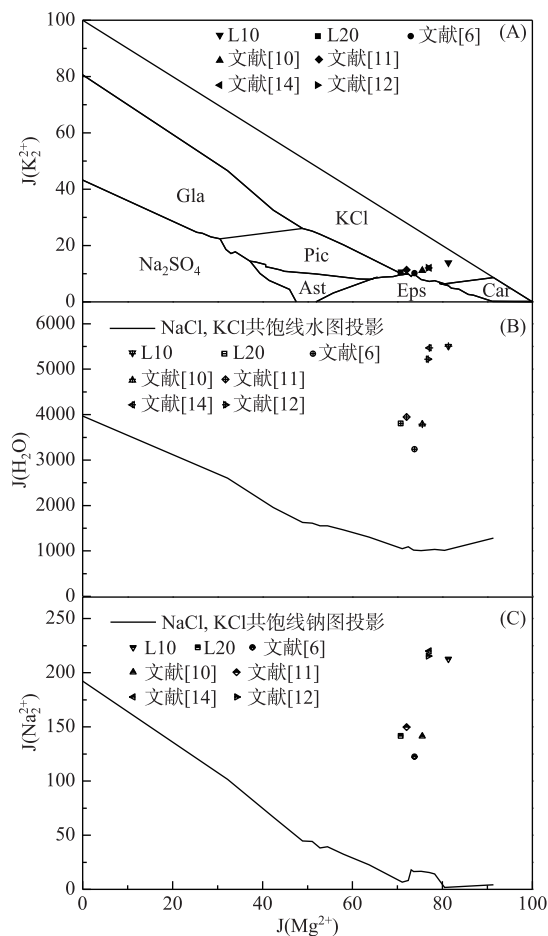 100
80
60
40
20
0
J(K₂²⁺)
(A)
L10 L20 文献[6]
文献[10] 文献[11]
文献[14] 文献[12]
Gla
KCl
Na₂SO₄
Pic
Ast
Eps
Car
6000
5000
4000
3000
2000
1000
0
J(H₂O)
NaCl, KCl共饱线水图投影 (B)
L10 L20 文献[6]
文献[10] 文献[11]
文献[14] 文献[12]
250
200
150
100
50
0
J(Na₂²⁺)
NaCl, KCl共饱线钠图投影 (C)
L10 L20 文献[6]
文献[10] 文献[11]
文献[14] 文献[12]
0 20 40 60 80 100
J(Mg²⁺)